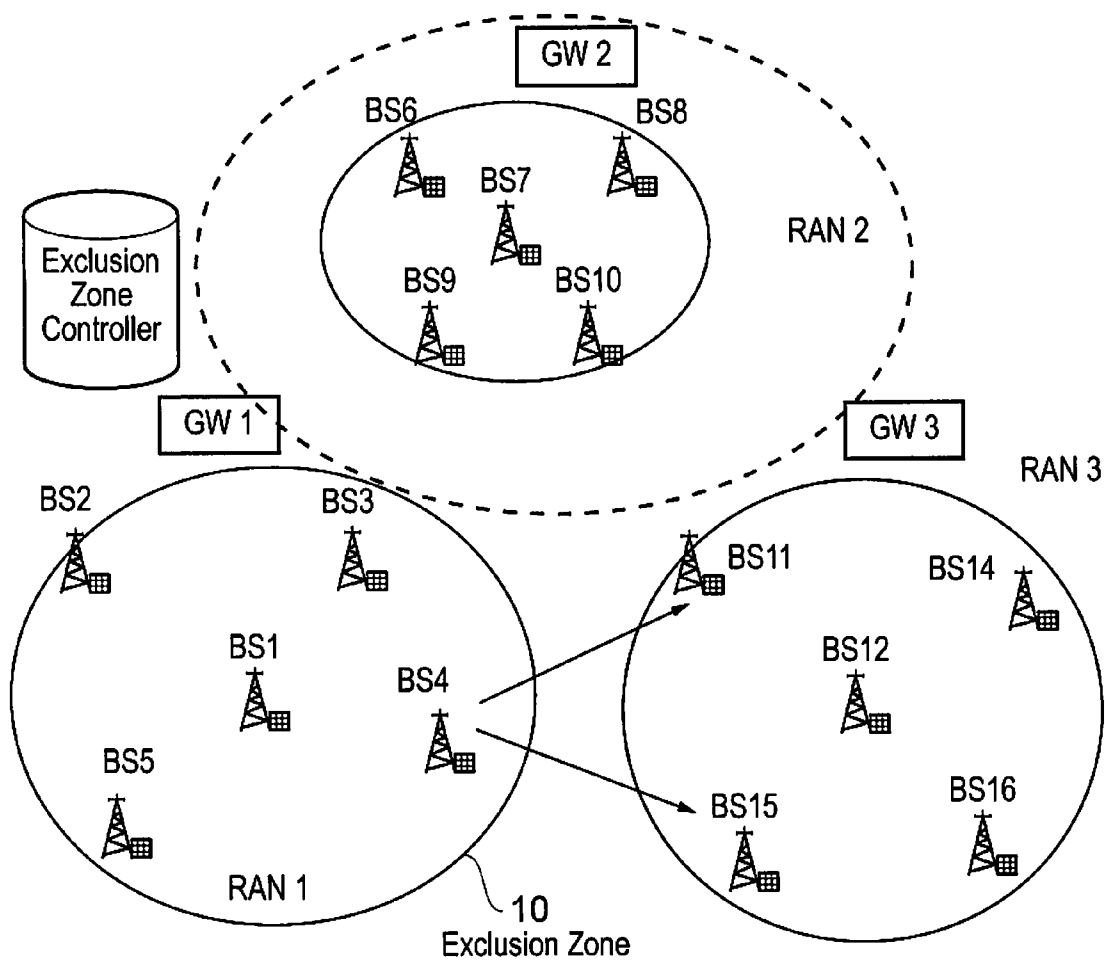 GW 2
BS6
BS8
BS7
RAN 2
Exclusion
Zone
Controller
BS9
BS10
GW 1
GW 3
RAN 3
BS2
BS3
BS11
BS14
BS1
BS4
BS12
BS5
BS15
BS16
RAN 1
10
Exclusion Zone